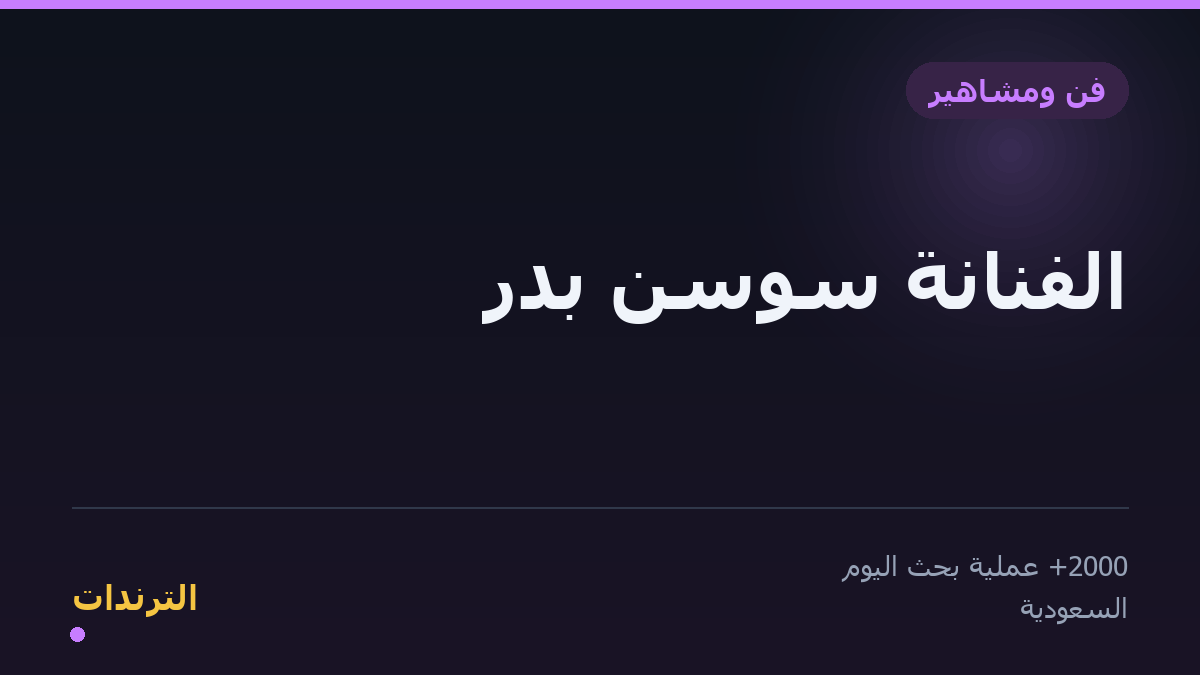 فن ومشاهير
الفنانة سوسن بدر
2000+ عملية بحث اليوم
السعودية
الترندات